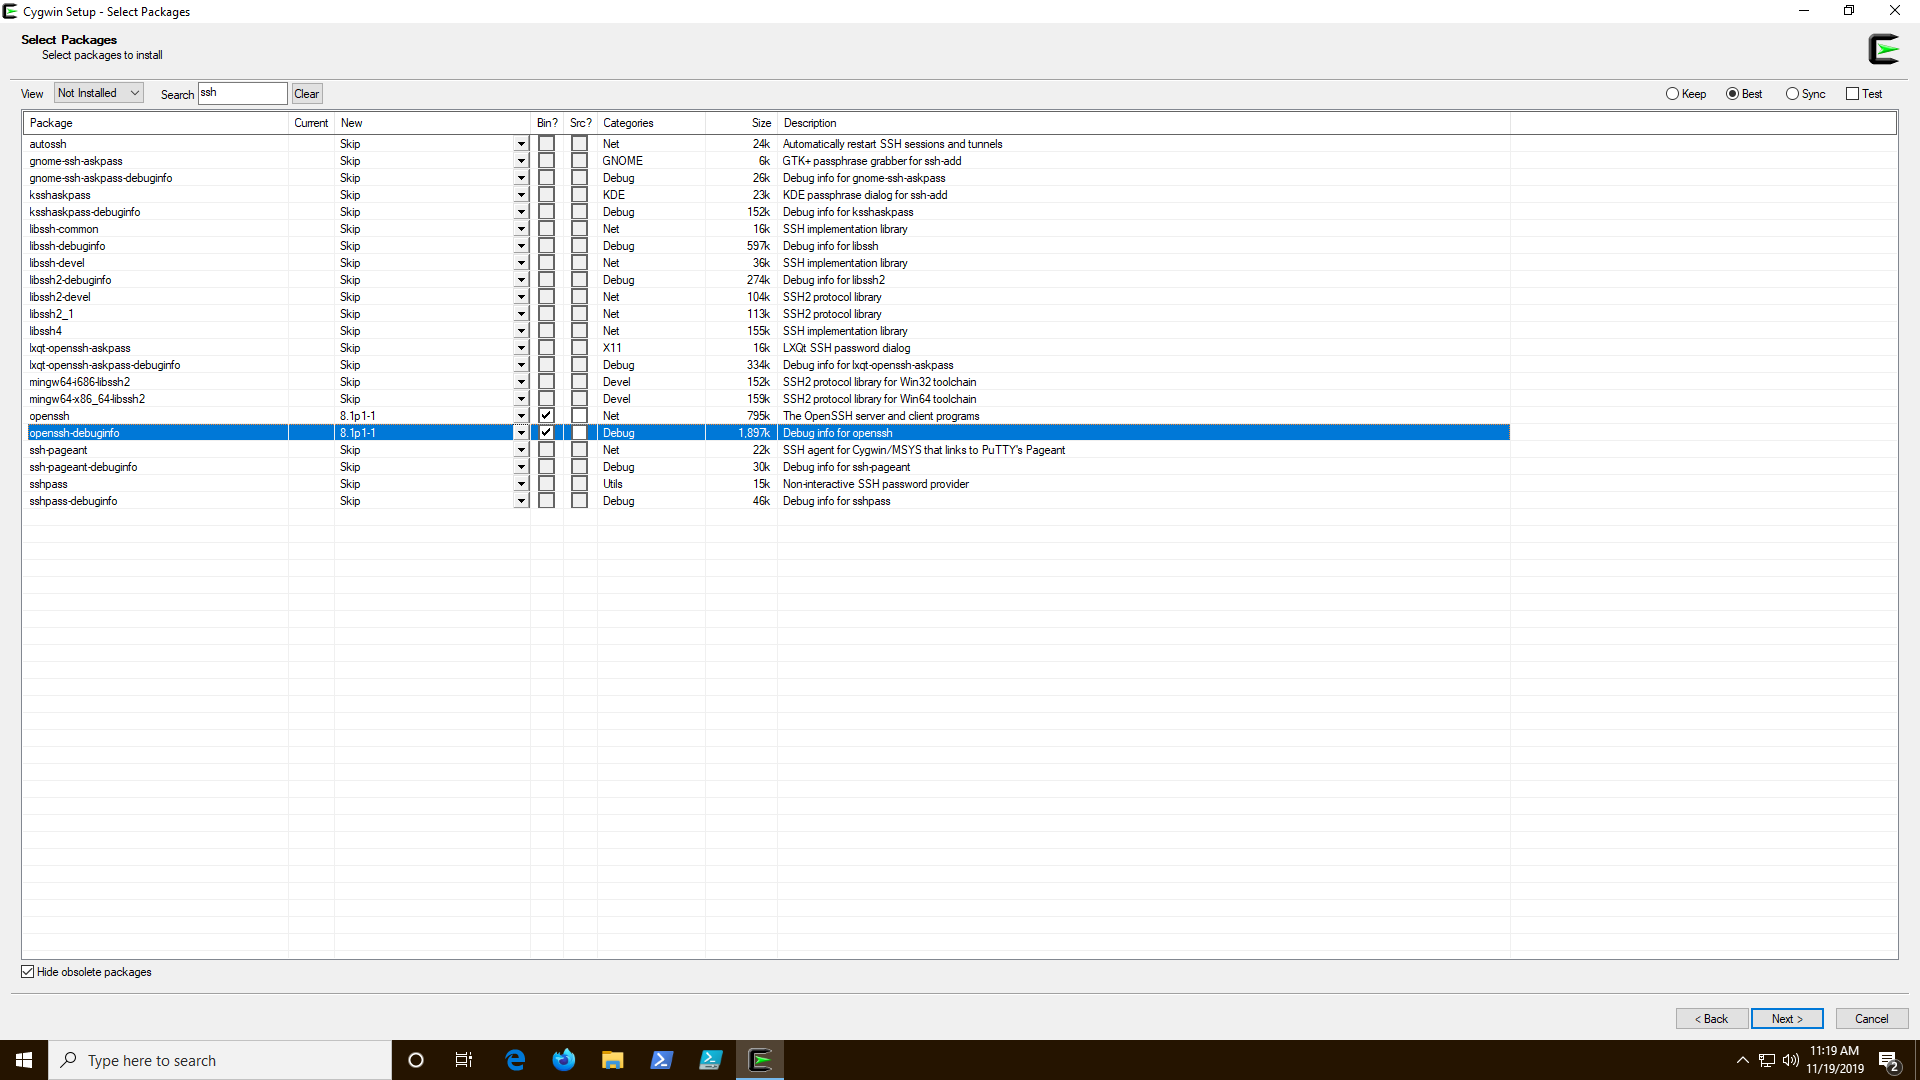 Cygwin Setup - Select Packages
Select Packages
Select packages to install
View Not Installed Search ssh Clear Keep Best Sync Test
Package Current New Bin? Src? Categories Size Description
autossh Skip Net 24k Automatically restart SSH sessions and tunnels
gnome-ssh-askpass Skip GNOME 6k GTK+ passphrase grabber for ssh-add
gnome-ssh-askpass-debuginfo Skip Debug 26k Debug info for gnome-ssh-askpass
ksshaskpass Skip KDE 23k KDE passphrase dialog for ssh-add
ksshaskpass-debuginfo Skip Debug 152k Debug info for ksshaskpass
libssh-common Skip Net 16k SSH implementation library
libssh-debuginfo Skip Debug 597k Debug info for libssh
libssh-devel Skip Net 36k SSH implementation library
libssh2-debuginfo Skip Debug 274k Debug info for libssh2
libssh2-devel Skip Net 104k SSH2 protocol library
libssh2_1 Skip Net 113k SSH2 protocol library
libssh4 Skip Net 155k SSH implementation library
lxqt-openssh-askpass Skip X11 16k LXQt SSH password dialog
lxqt-openssh-askpass-debuginfo Skip Debug 334k Debug info for lxqt-openssh-askpass
mingw64-i686-libssh2 Skip Devel 152k SSH2 protocol library for Win32 toolchain
mingw64-x86_64-libssh2 Skip Devel 159k SSH2 protocol library for Win64 toolchain
openssh 8.1p1-1 Net 795k The OpenSSH server and client programs
openssh-debuginfo 8.1p1-1 Debug 1,897k Debug info for openssh
ssh-pageant Skip Net 22k SSH agent for Cygwin/MSYS that links to PuTTY's Pageant
ssh-pageant-debuginfo Skip Debug 30k Debug info for ssh-pageant
sshpass Skip Utils 15k Non-interactive SSH password provider
sshpass-debuginfo Skip Debug 46k Debug info for sshpass
Hide obsolete packages
< Back Next > Cancel
Type here to search
11:19 AM
11/19/2019
2